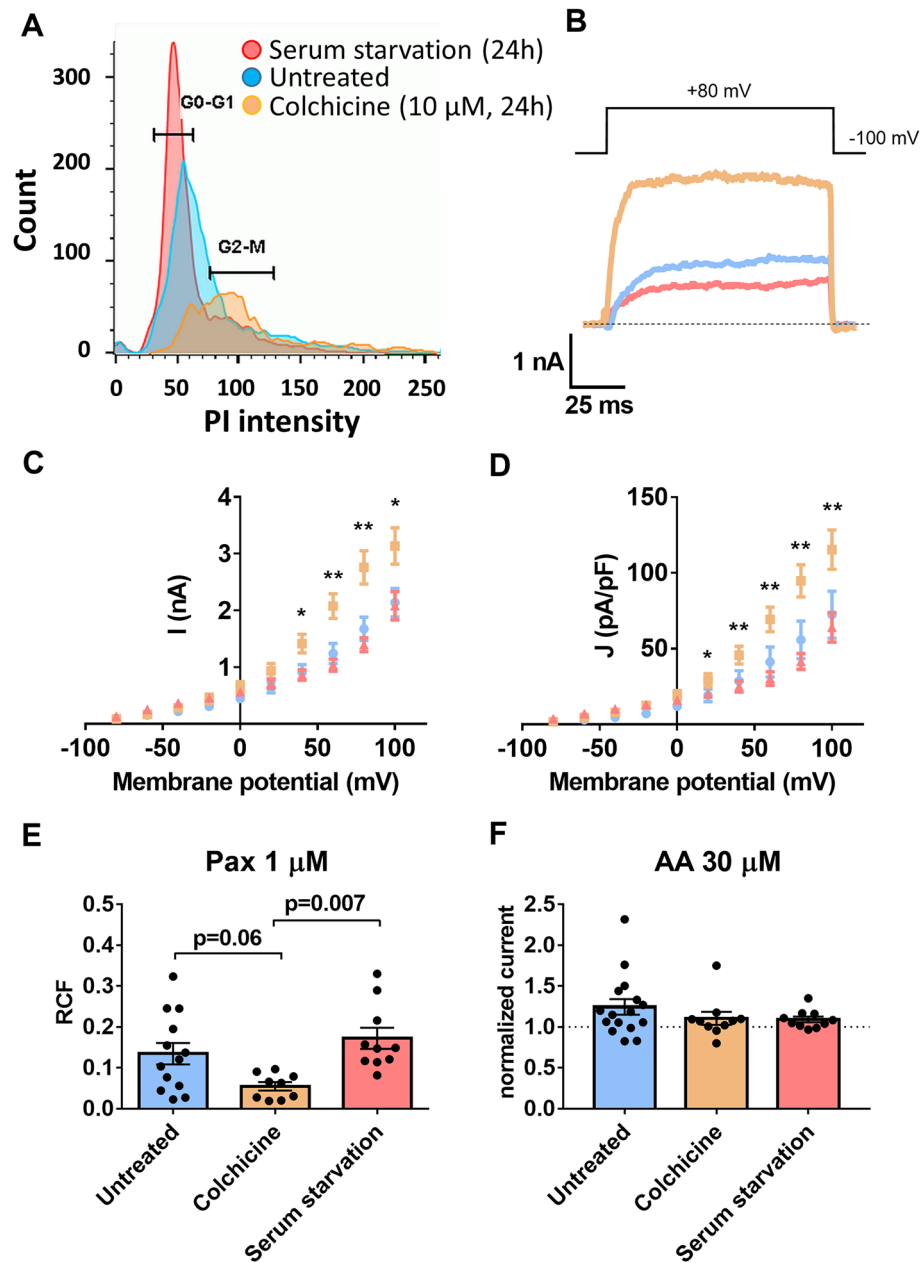 A
Serum starvation (24h)
Untreated
Colchicine (10 µM, 24h)
G0-G1
G2-M
Count
300
200
100
0
0 50 100 150 200 250
PI intensity
B
+80 mV
-100 mV
1 nA
25 ms
C
I (nA)
4
3
2
1
* ** ** *
-100 -50 0 50 100
Membrane potential (mV)
D
J (pA/pF)
150
100
50
* ** ** ** **
-100 -50 0 50 100
Membrane potential (mV)
E
Pax 1 µM
RCF
0.5
0.4
0.3
0.2
0.1
0.0
p=0.06
p=0.007
Untreated
Colchicine
Serum starvation
F
AA 30 µM
normalized current
2.5
2.0
1.5
1.0
0.5
0.0
Untreated
Colchicine
Serum starvation